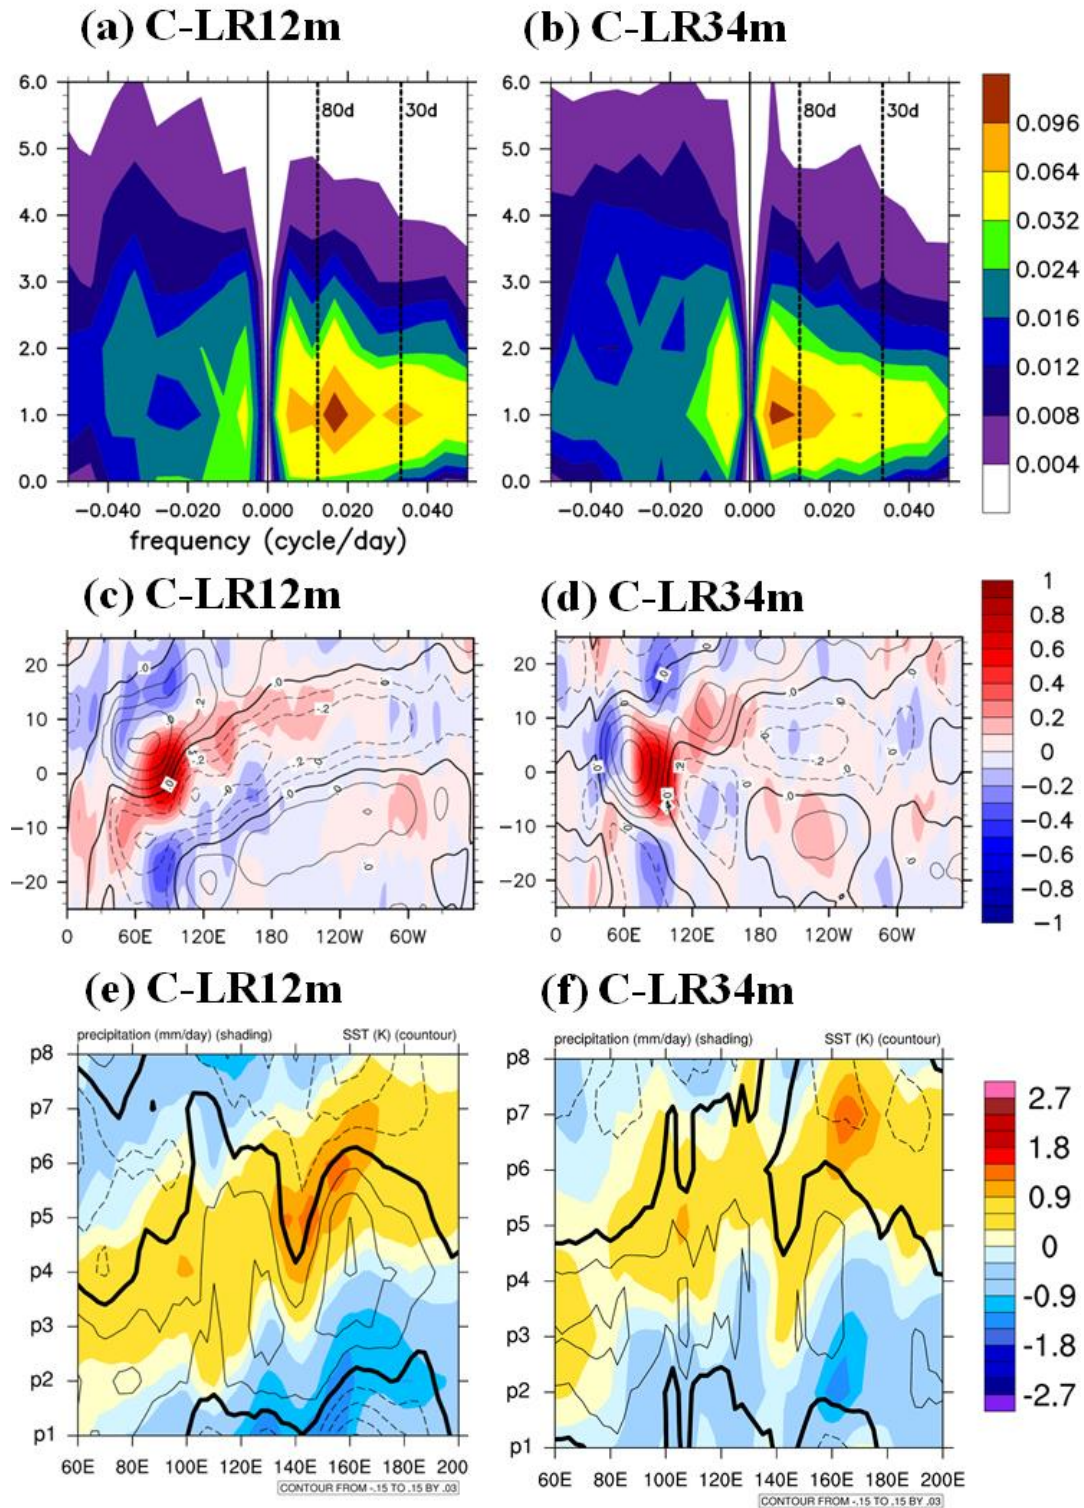 (a) C-LR12m
(b) C-LR34m
6.0
5.0
4.0
3.0
2.0
1.0
0.0
80d
30d
-0.040 -0.020 0.000 0.020 0.040
frequency (cycle/day)
6.0
5.0
4.0
3.0
2.0
1.0
0.0
80d
30d
-0.040 -0.020 0.000 0.020 0.040
0.096
0.064
0.032
0.024
0.016
0.012
0.008
0.004
(c) C-LR12m
(d) C-LR34m
20
10
0
-10
-20
0 60E 120E 180 120W 60W
20
10
0
-10
-20
0 60E 120E 180 120W 60W
1
0.8
0.6
0.4
0.2
0
-0.2
-0.4
-0.6
-0.8
-1
(e) C-LR12m
(f) C-LR34m
precipitation (mm/day) (shading) SST (K) (countour)
p8
p7
p6
p5
p4
p3
p2
p1
60E 80E 100E 120E 140E 160E 180E 200
CONTOUR FROM -.15 TO .15 BY .03
precipitation (mm/day) (shading) SST (K) (countour)
p8
p7
p6
p5
p4
p3
p2
p1
60E 80E 100E 120E 140E 160E 180E 200E
CONTOUR FROM -.15 TO .15 BY .03
2.7
1.8
0.9
0
-0.9
-1.8
-2.7